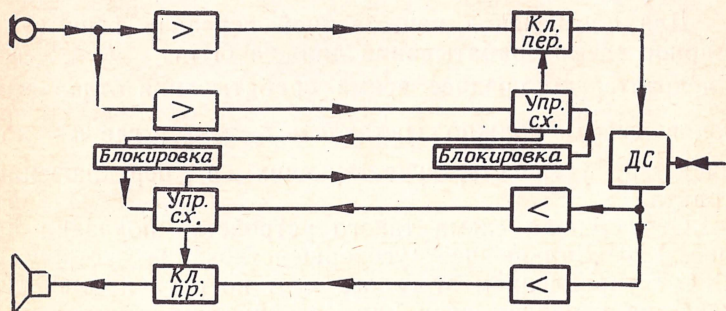 >
Кл.
пер.
>
Упр.
сх.
Блокировка
Блокировка
ДС
Упр.
сх.
<
Кл.
пр.
<